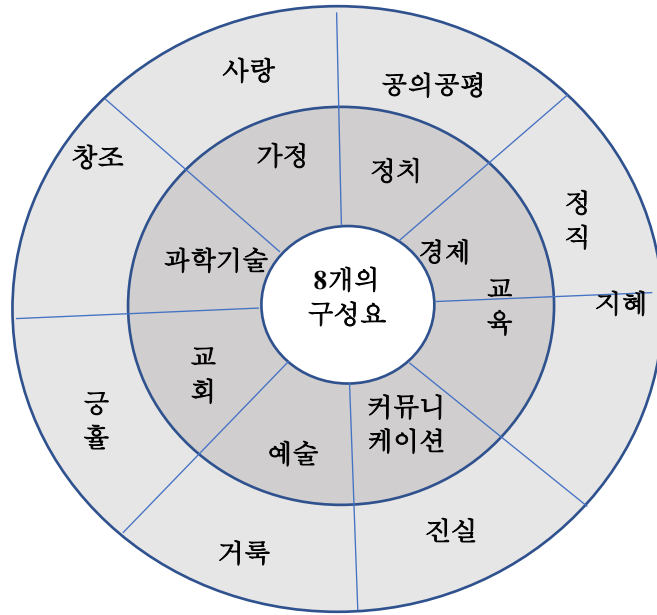 사랑
공의공평
정
직
지혜
진실
거룩
긍
휼
창조
가정
정치
경제
교
육
커뮤니
케이션
예술
교
회
과학기술
8개의
구성요